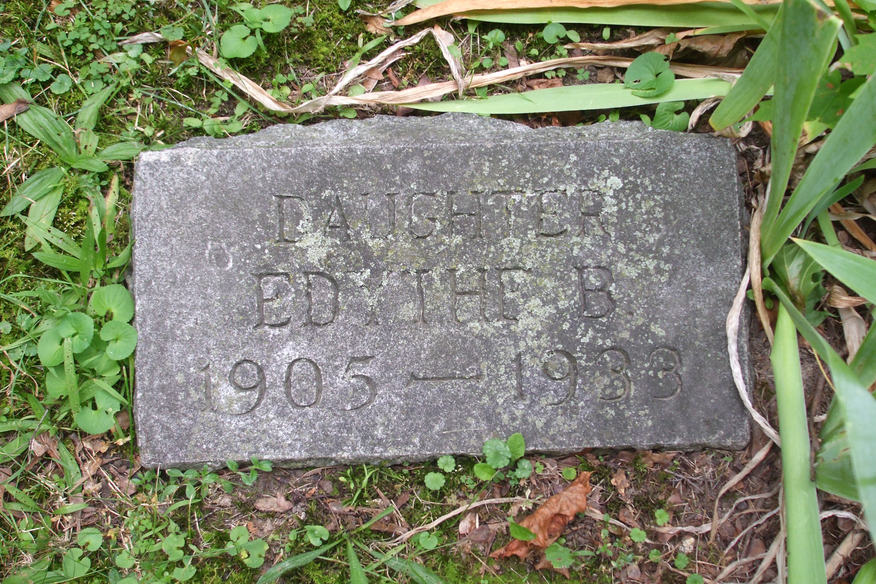 DAUGHTER
EDYTHE B
1905 — 1933